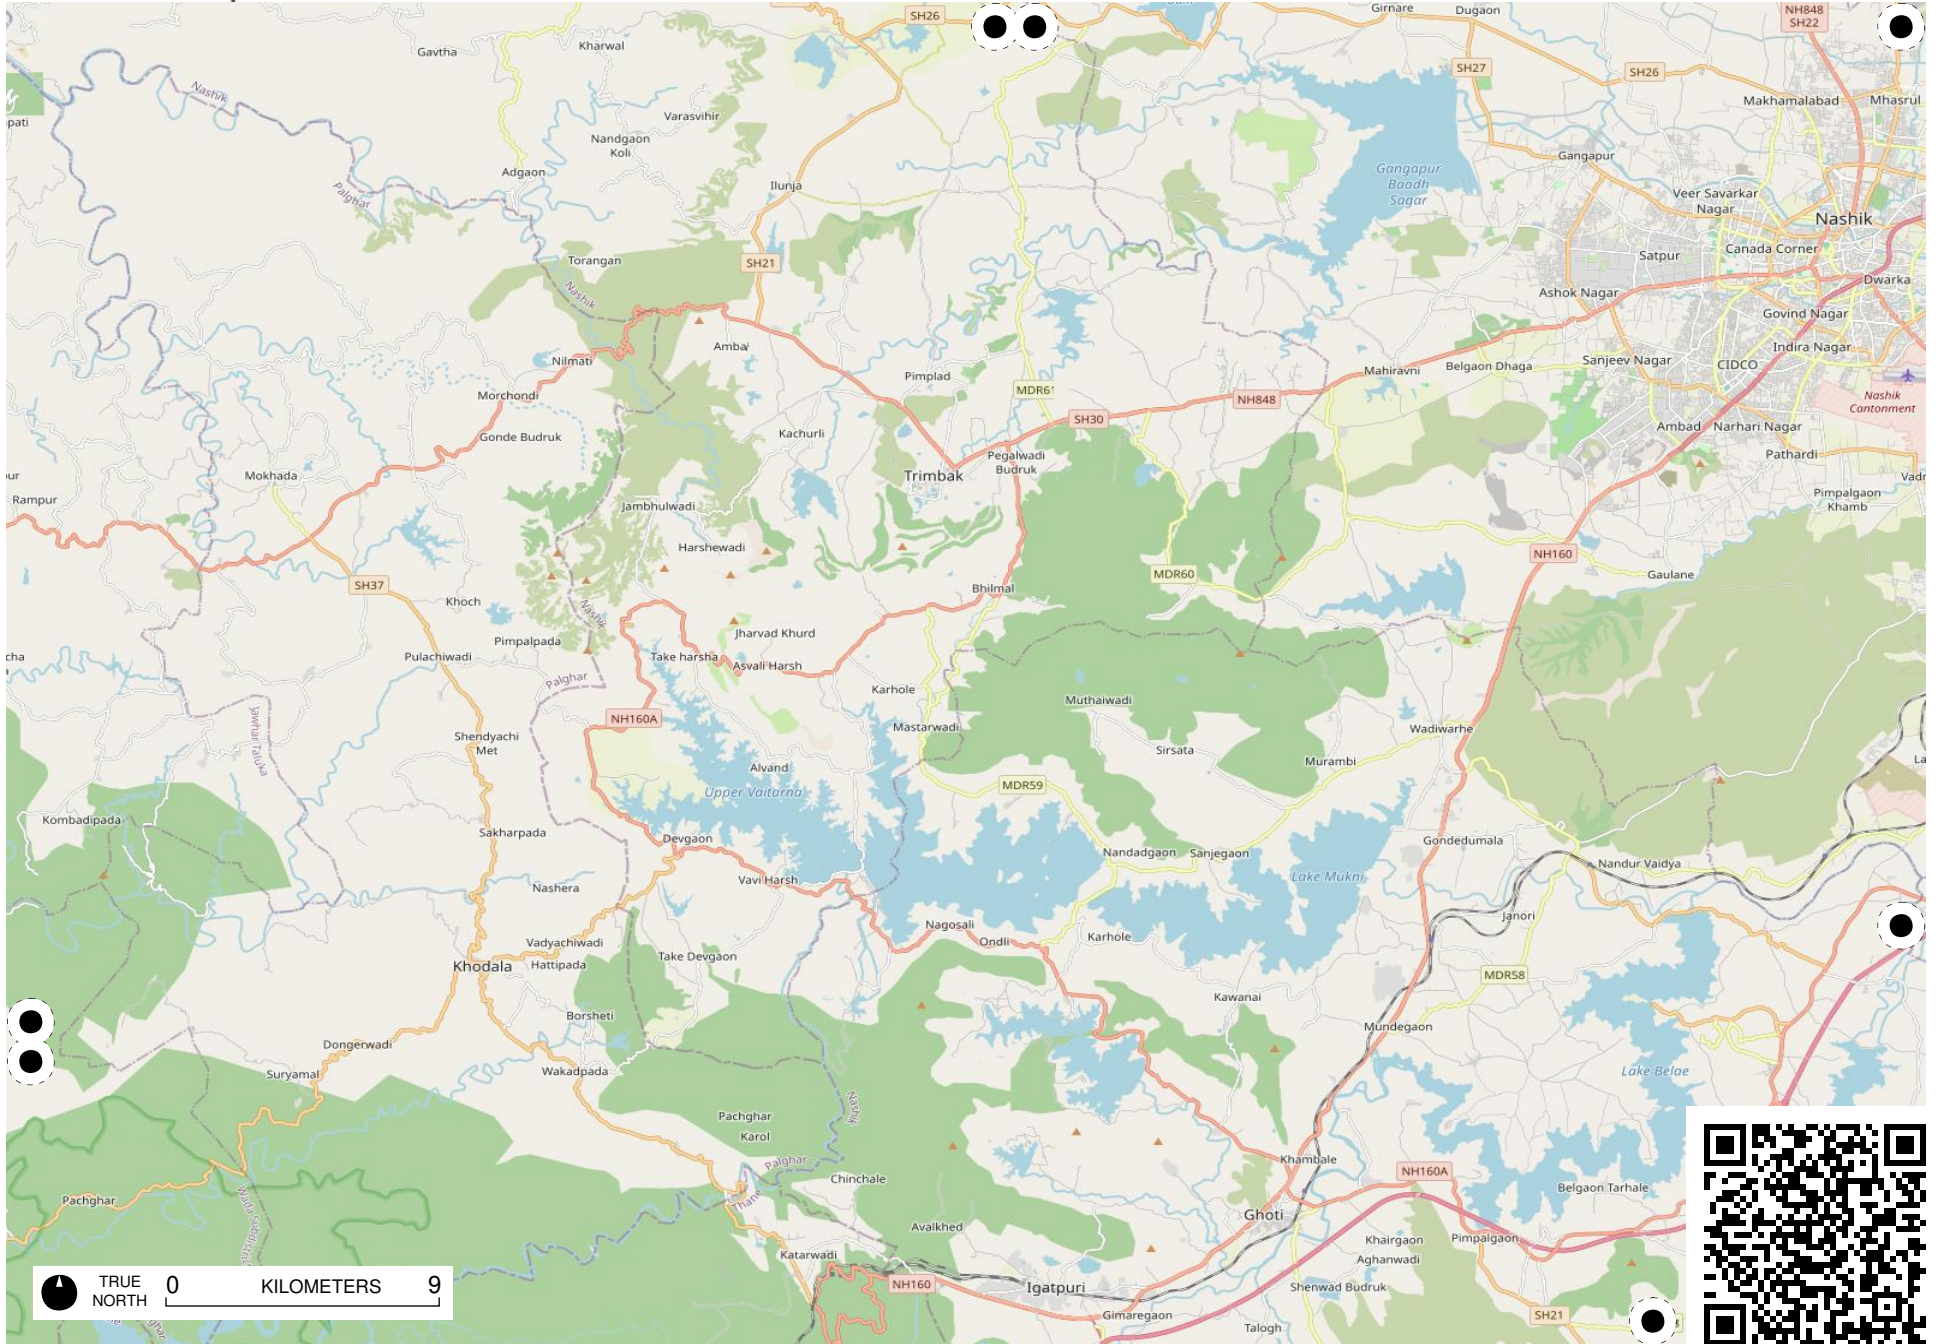 SH26
Girnare
Dugaon
NH848
SH22
Gavtha
Kharwal
SH27
SH26
Makhamalabad
Mhasrul
Nashik
Varasvihir
Nandgaon
Koli
Gangapur
Adgaon
Ilunja
Gangapur
Baadh
Sagar
Palghar
Veer Savarkar
Nagar
Nashik
Canada Corner
Satpur
Torangan
SH21
Dwarka
Nashik
Ashok Nagar
Govind Nagar
Amba
Indira Nagar
Nilmati
Sanjeev Nagar
CIDCO
Belgaon Dhaga
Mahiravni
Pimplad
MDR61
Morchondi
NH848
Nashik
Cantonment
SH30
Ambad
Narhari Nagar
Gonde Budruk
Kachurli
Pegalwadi
Budruk
Pathardi
Mokhada
Trimbak
Rampur
Pimpalgaon
Khamb
Jambhulwadi
Harshewadi
NH160
MDR60
Gaulane
SH37
Bhilmal
Khoch
Nashik
Jharvad Khurd
Pimpalpada
Pulachiwadi
Take harsha
Asvali Harsh
Palghar
Karhole
Muthaiwadi
NH160A
Mastarwadi
Wadiwarhe
Jawhar Taluka
Shendyachi
Met
Sirsata
Murambi
Alvand
MDR59
Upper Vaitarna
Kombadipada
Sakharpada
Devgaon
Gondedumala
Nandadgaon
Sanjegaon
Nandur Vaidya
Lake Mukni
Vavi Harsh
Nashera
Janori
Nagosali
Ondli
Karhole
Vadyachiwadi
Take Devgaon
Khodala
Hattipada
MDR58
Kawanai
Borsheti
Mundegaon
Dongerwadi
Suryamal
Wakadpada
Lake Belae
Nashik
Pachghar
Karol
Palghar
Khambale
NH160A
Chinchale
Belgaon Tarhale
Pachghar
Thane
Wada Subdistrict
Ghoti
Avalkhed
Khairgaon
Pimpalgaon
Katarwadi
Aghanwadi
NH160
Igatpuri
Shenwad Budruk
Gimaregaon
SH21
Talogh
TRUE
NORTH
0 KILOMETERS 9